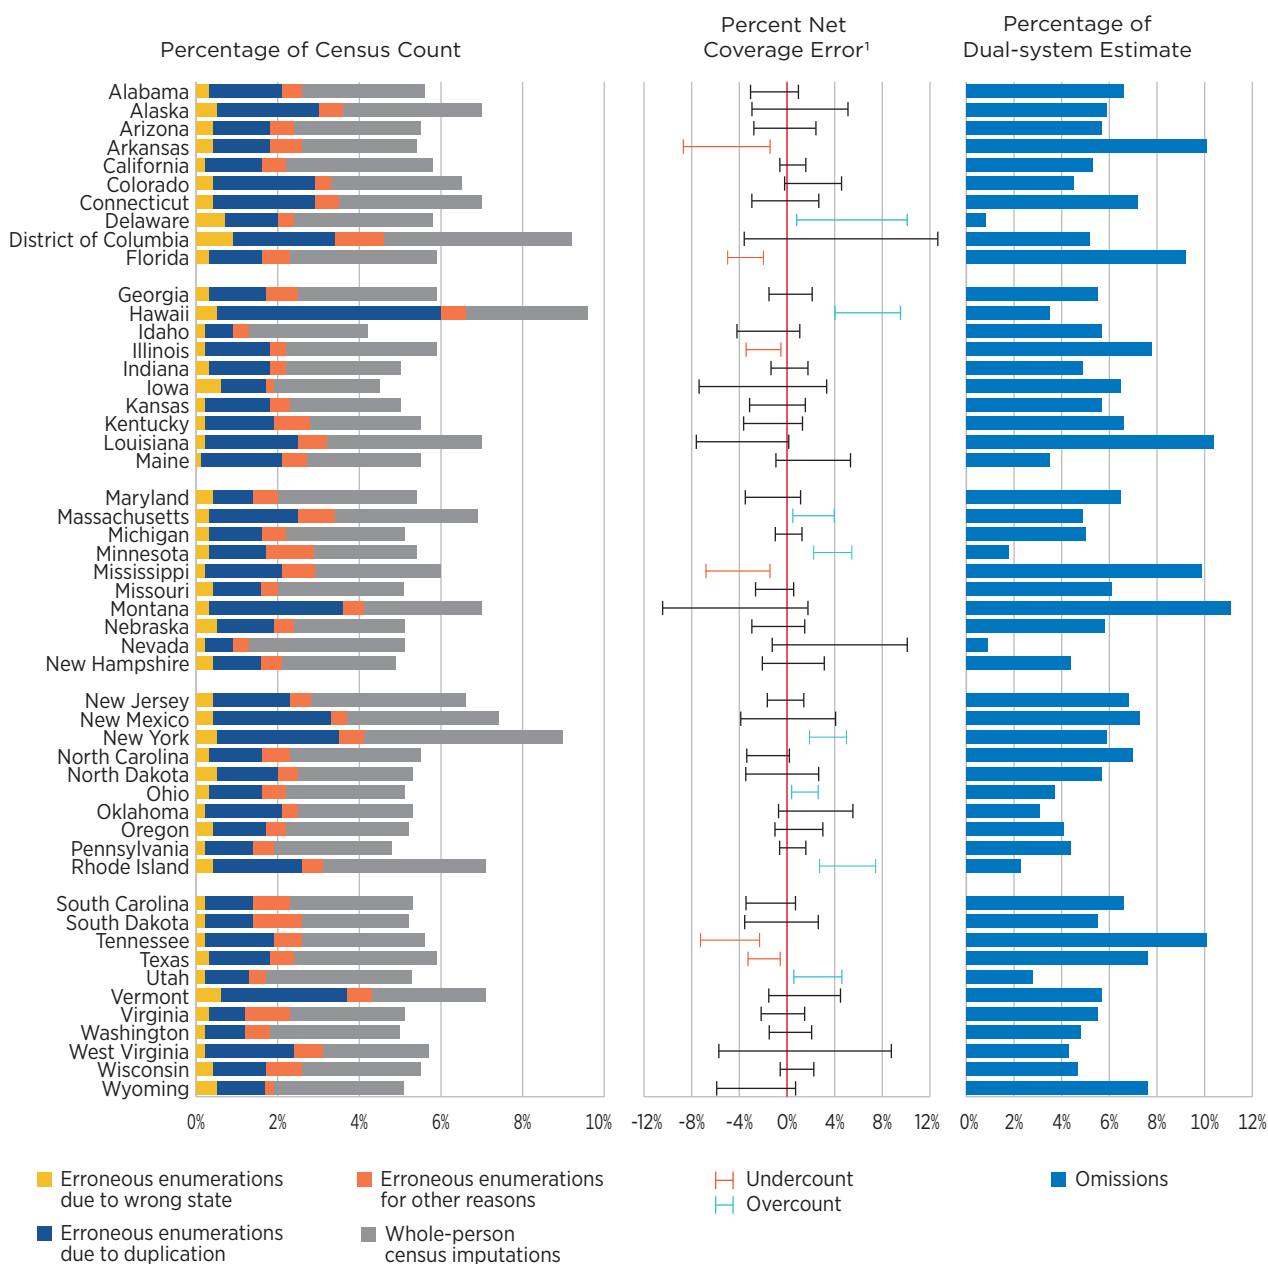 Percentage of Census Count
Percent Net
Coverage Error¹
Percentage of
Dual-system Estimate
Alabama
Alaska
Arizona
Arkansas
California
Colorado
Connecticut
Delaware
District of Columbia
Florida
Georgia
Hawaii
Idaho
Illinois
Indiana
Iowa
Kansas
Kentucky
Louisiana
Maine
Maryland
Massachusetts
Michigan
Minnesota
Mississippi
Missouri
Montana
Nebraska
Nevada
New Hampshire
New Jersey
New Mexico
New York
North Carolina
North Dakota
Ohio
Oklahoma
Oregon
Pennsylvania
Rhode Island
South Carolina
South Dakota
Tennessee
Texas
Utah
Vermont
Virginia
Washington
West Virginia
Wisconsin
Wyoming
0% 2% 4% 6% 8% 10%
-12% -8% -4% 0% 4% 8% 12%
0% 2% 4% 6% 8% 10% 12%
Erroneous enumerations
due to wrong state
Erroneous enumerations
due to duplication
Erroneous enumerations
for other reasons
Whole-person
census imputations
Undercount
Overcount
Omissions